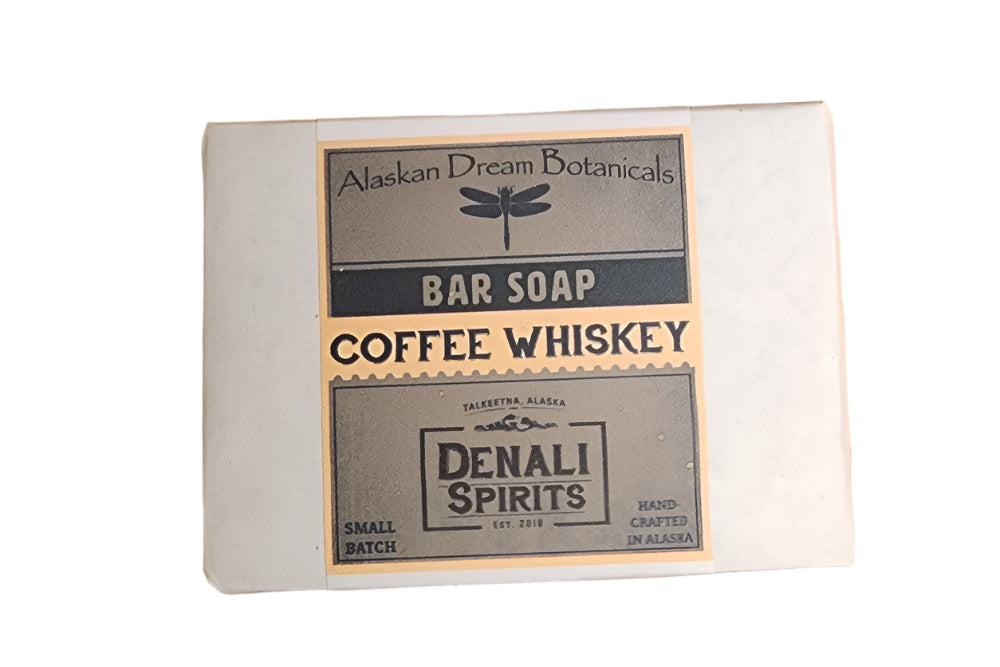 Alaskan Dream Botanicals
BAR SOAP
COFFEE WHISKEY
TALKEETNA, ALASKA
DENALI
SPIRITS
EST. 2016
SMALL
BATCH
HAND-
CRAFTED
IN ALASKA